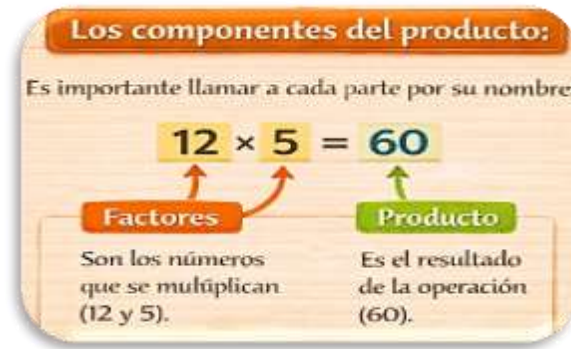 Los componentes del producto:
Es importante llamar a cada parte por su nombre
12 × 5 = 60
Factores
Producto
Son los números
que se multiplican
(12 y 5).
Es el resultado
de la operación
(60).